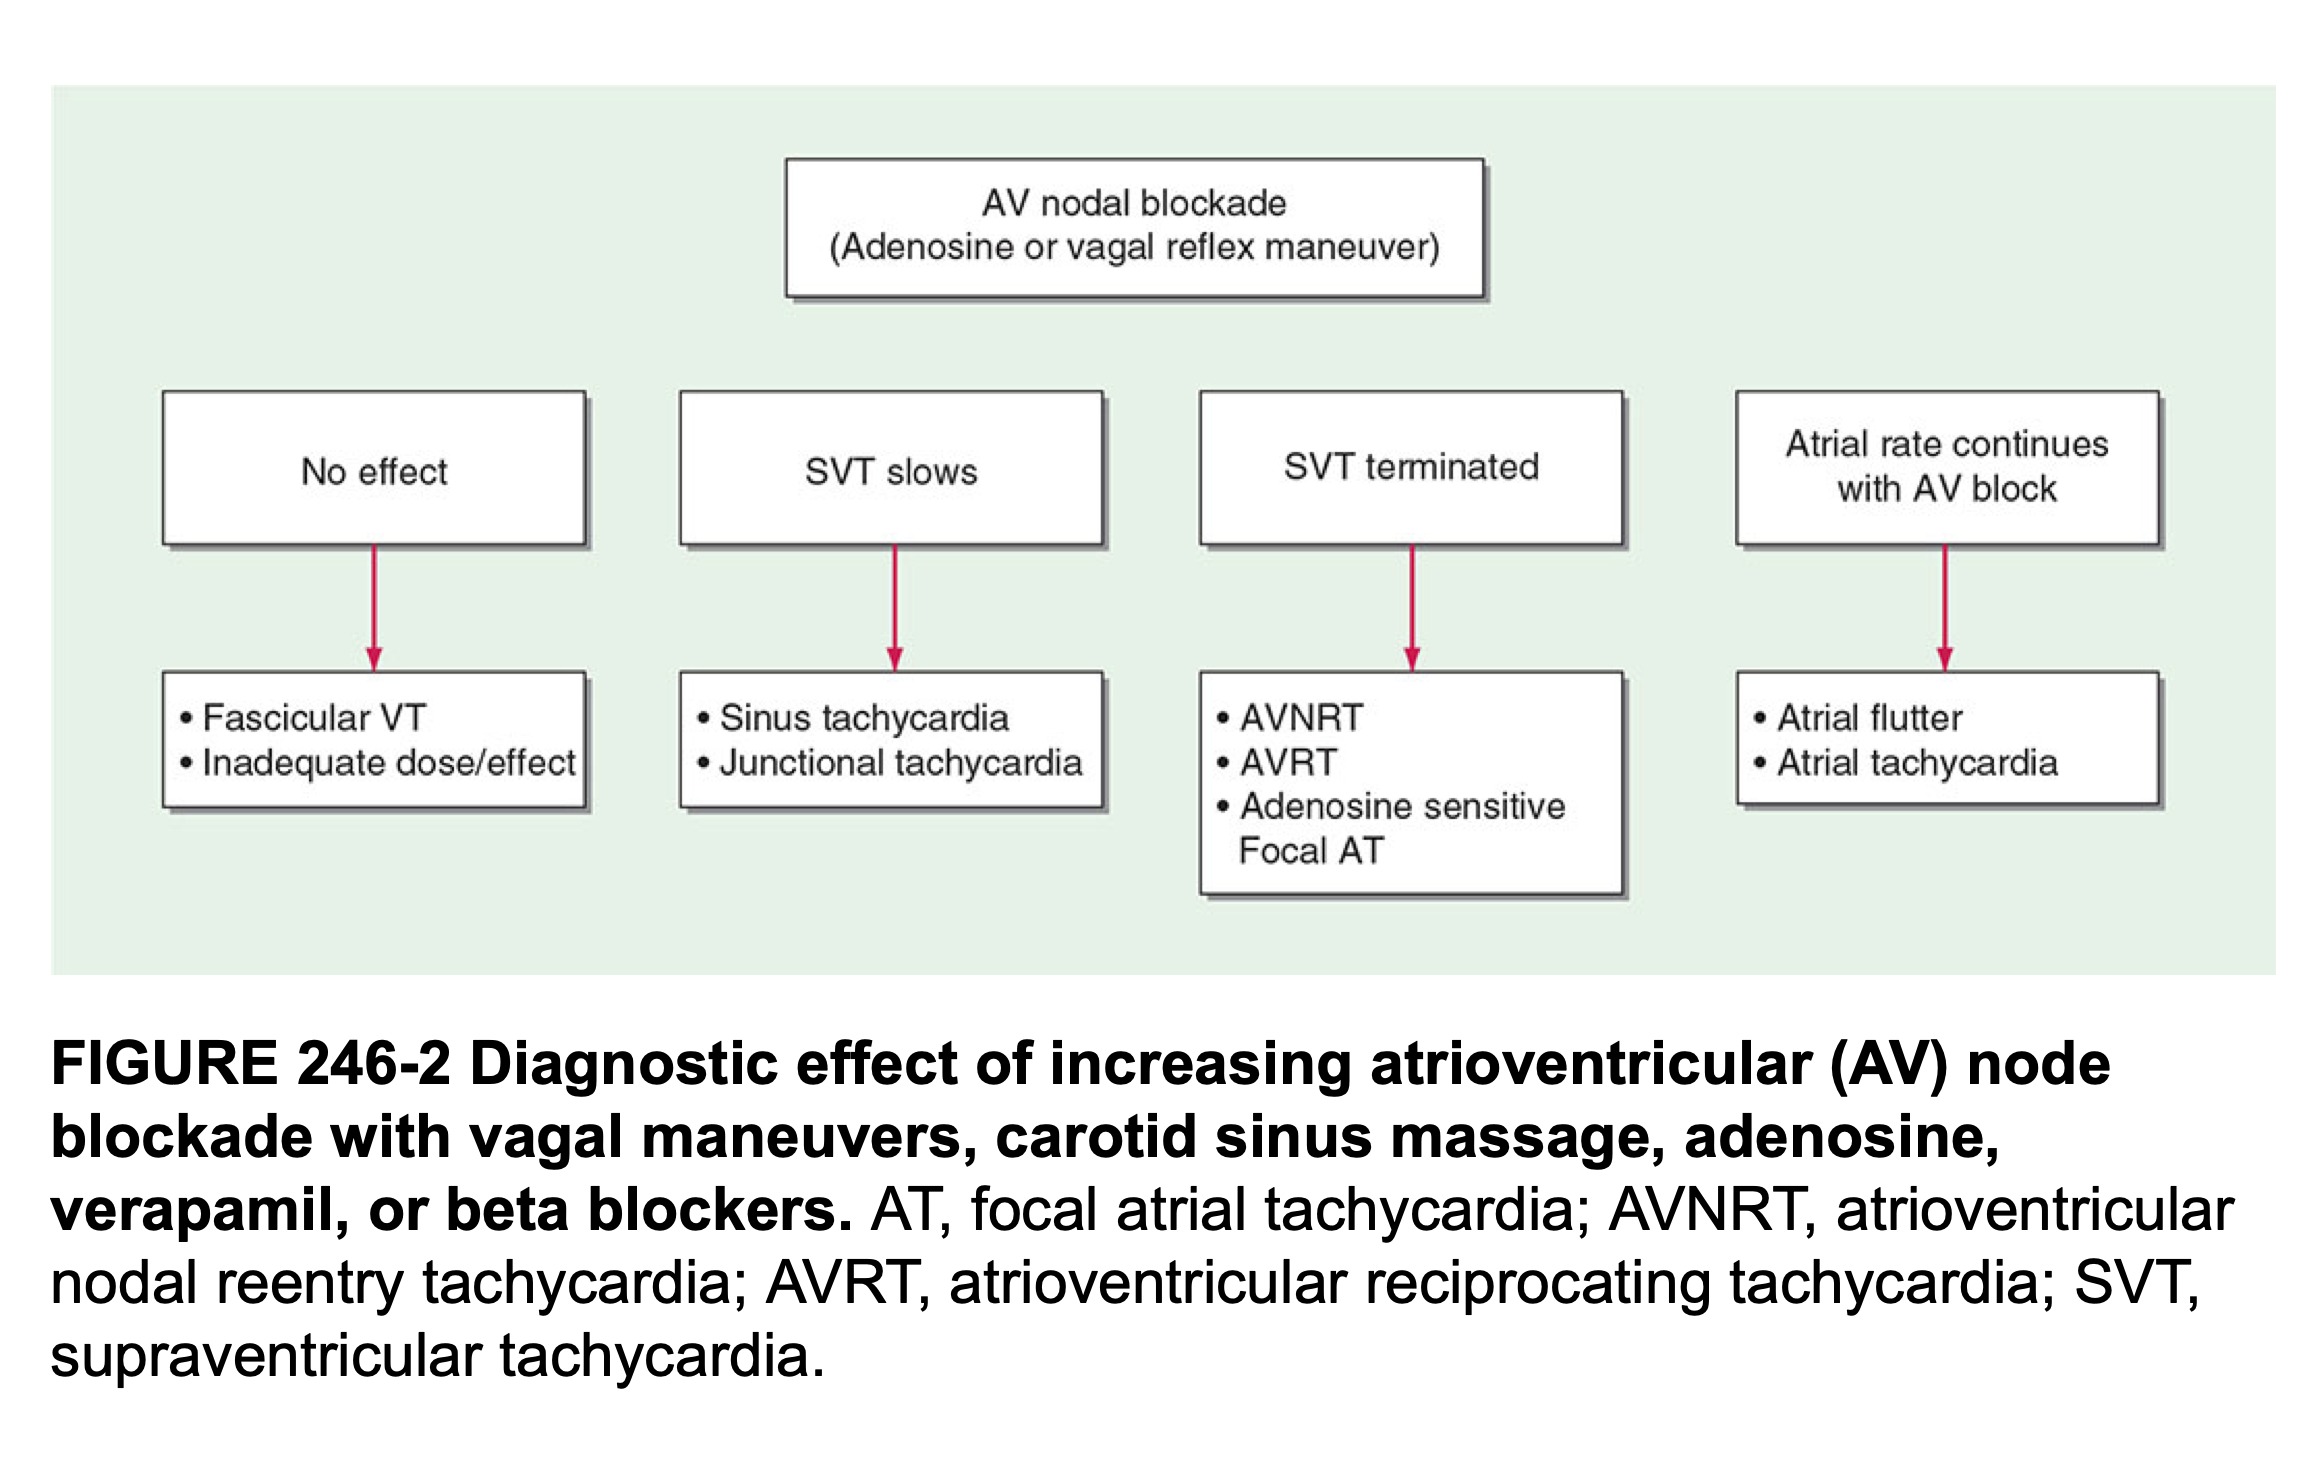 AV nodal blockade
(Adenosine or vagal reflex maneuver)
No effect
SVT slows
SVT terminated
Atrial rate continues
with AV block
• Fascicular VT
• Inadequate dose/effect
• Sinus tachycardia
• Junctional tachycardia
• AVNRT
• AVRT
• Adenosine sensitive
Focal AT
• Atrial flutter
• Atrial tachycardia
FIGURE 246-2 Diagnostic effect of increasing atrioventricular (AV) node
blockade with vagal maneuvers, carotid sinus massage, adenosine,
verapamil, or beta blockers. AT, focal atrial tachycardia; AVNRT, atrioventricular
nodal reentry tachycardia; AVRT, atrioventricular reciprocating tachycardia; SVT,
supraventricular tachycardia.